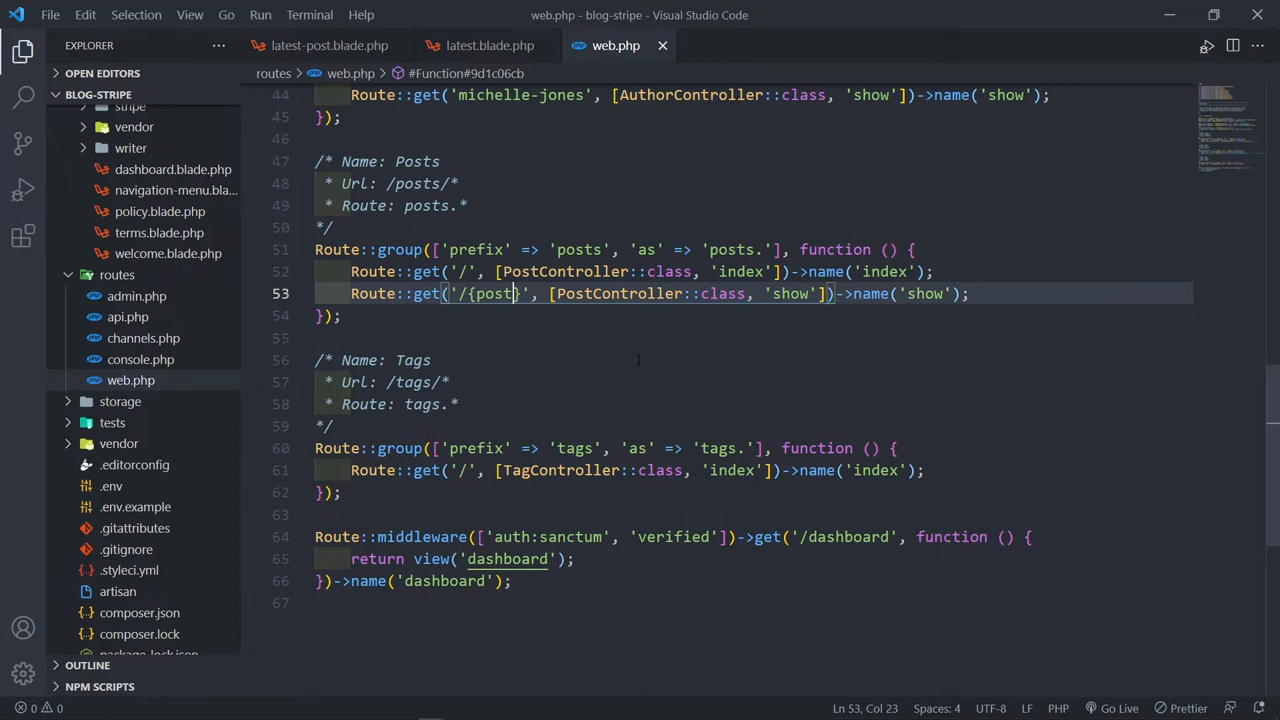 File Edit Selection View Go Run Terminal Help
web.php - blog-stripe - Visual Studio Code
EXPLORER
latest-post.blade.php
latest.blade.php
web.php
OPEN EDITORS
BLOG-STRIPE
stripe
vendor
writer
dashboard.blade.php
navigation-menu.bla...
policy.blade.php
terms.blade.php
welcome.blade.php
routes
admin.php
api.php
channels.php
console.php
web.php
storage
tests
vendor
.editorconfig
.env
.env.example
.gitattributes
.gitignore
.styleci.yml
artisan
composer.json
composer.lock
package-lock.json
OUTLINE
NPM SCRIPTS
routes > web.php > #Function#9d1c06cb
44 Route::get('michelle-jones', [AuthorController::class, 'show'])->name('show');
45 });
46
47 /* Name: Posts
48 * Url: /posts/*
49 * Route: posts.*
50 */
51 Route::group(['prefix' => 'posts', 'as' => 'posts.'], function () {
52 Route::get('/', [PostController::class, 'index'])->name('index');
53 Route::get('/{post}', [PostController::class, 'show'])->name('show');
54 });
55
56 /* Name: Tags
57 * Url: /tags/*
58 * Route: tags.*
59 */
60 Route::group(['prefix' => 'tags', 'as' => 'tags.'], function () {
61 Route::get('/', [TagController::class, 'index'])->name('index');
62 });
63
64 Route::middleware(['auth:sanctum', 'verified'])->get('/dashboard', function () {
65 return view('dashboard');
66 })->name('dashboard');
67
0 0
Ln 53, Col 23
Spaces: 4
UTF-8
LF
PHP
Go Live
Prettier